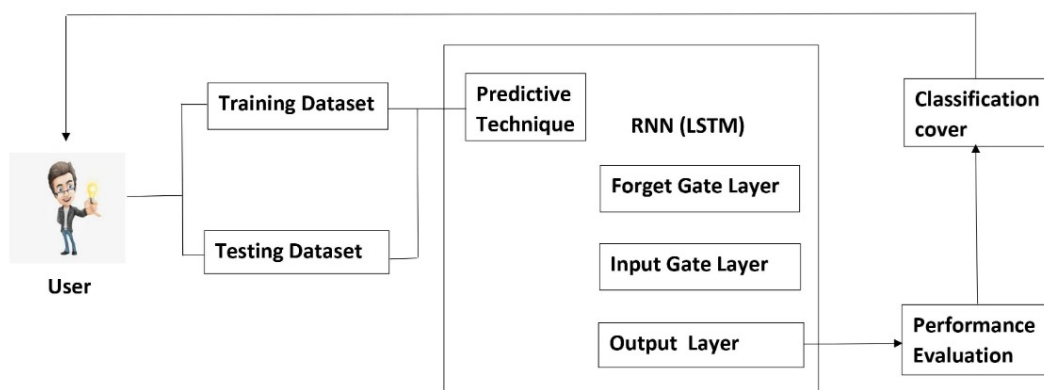 Training Dataset
Predictive
Technique
RNN (LSTM)
Classification
cover
Forget Gate Layer
Testing Dataset
Input Gate Layer
User
Output Layer
Performance
Evaluation